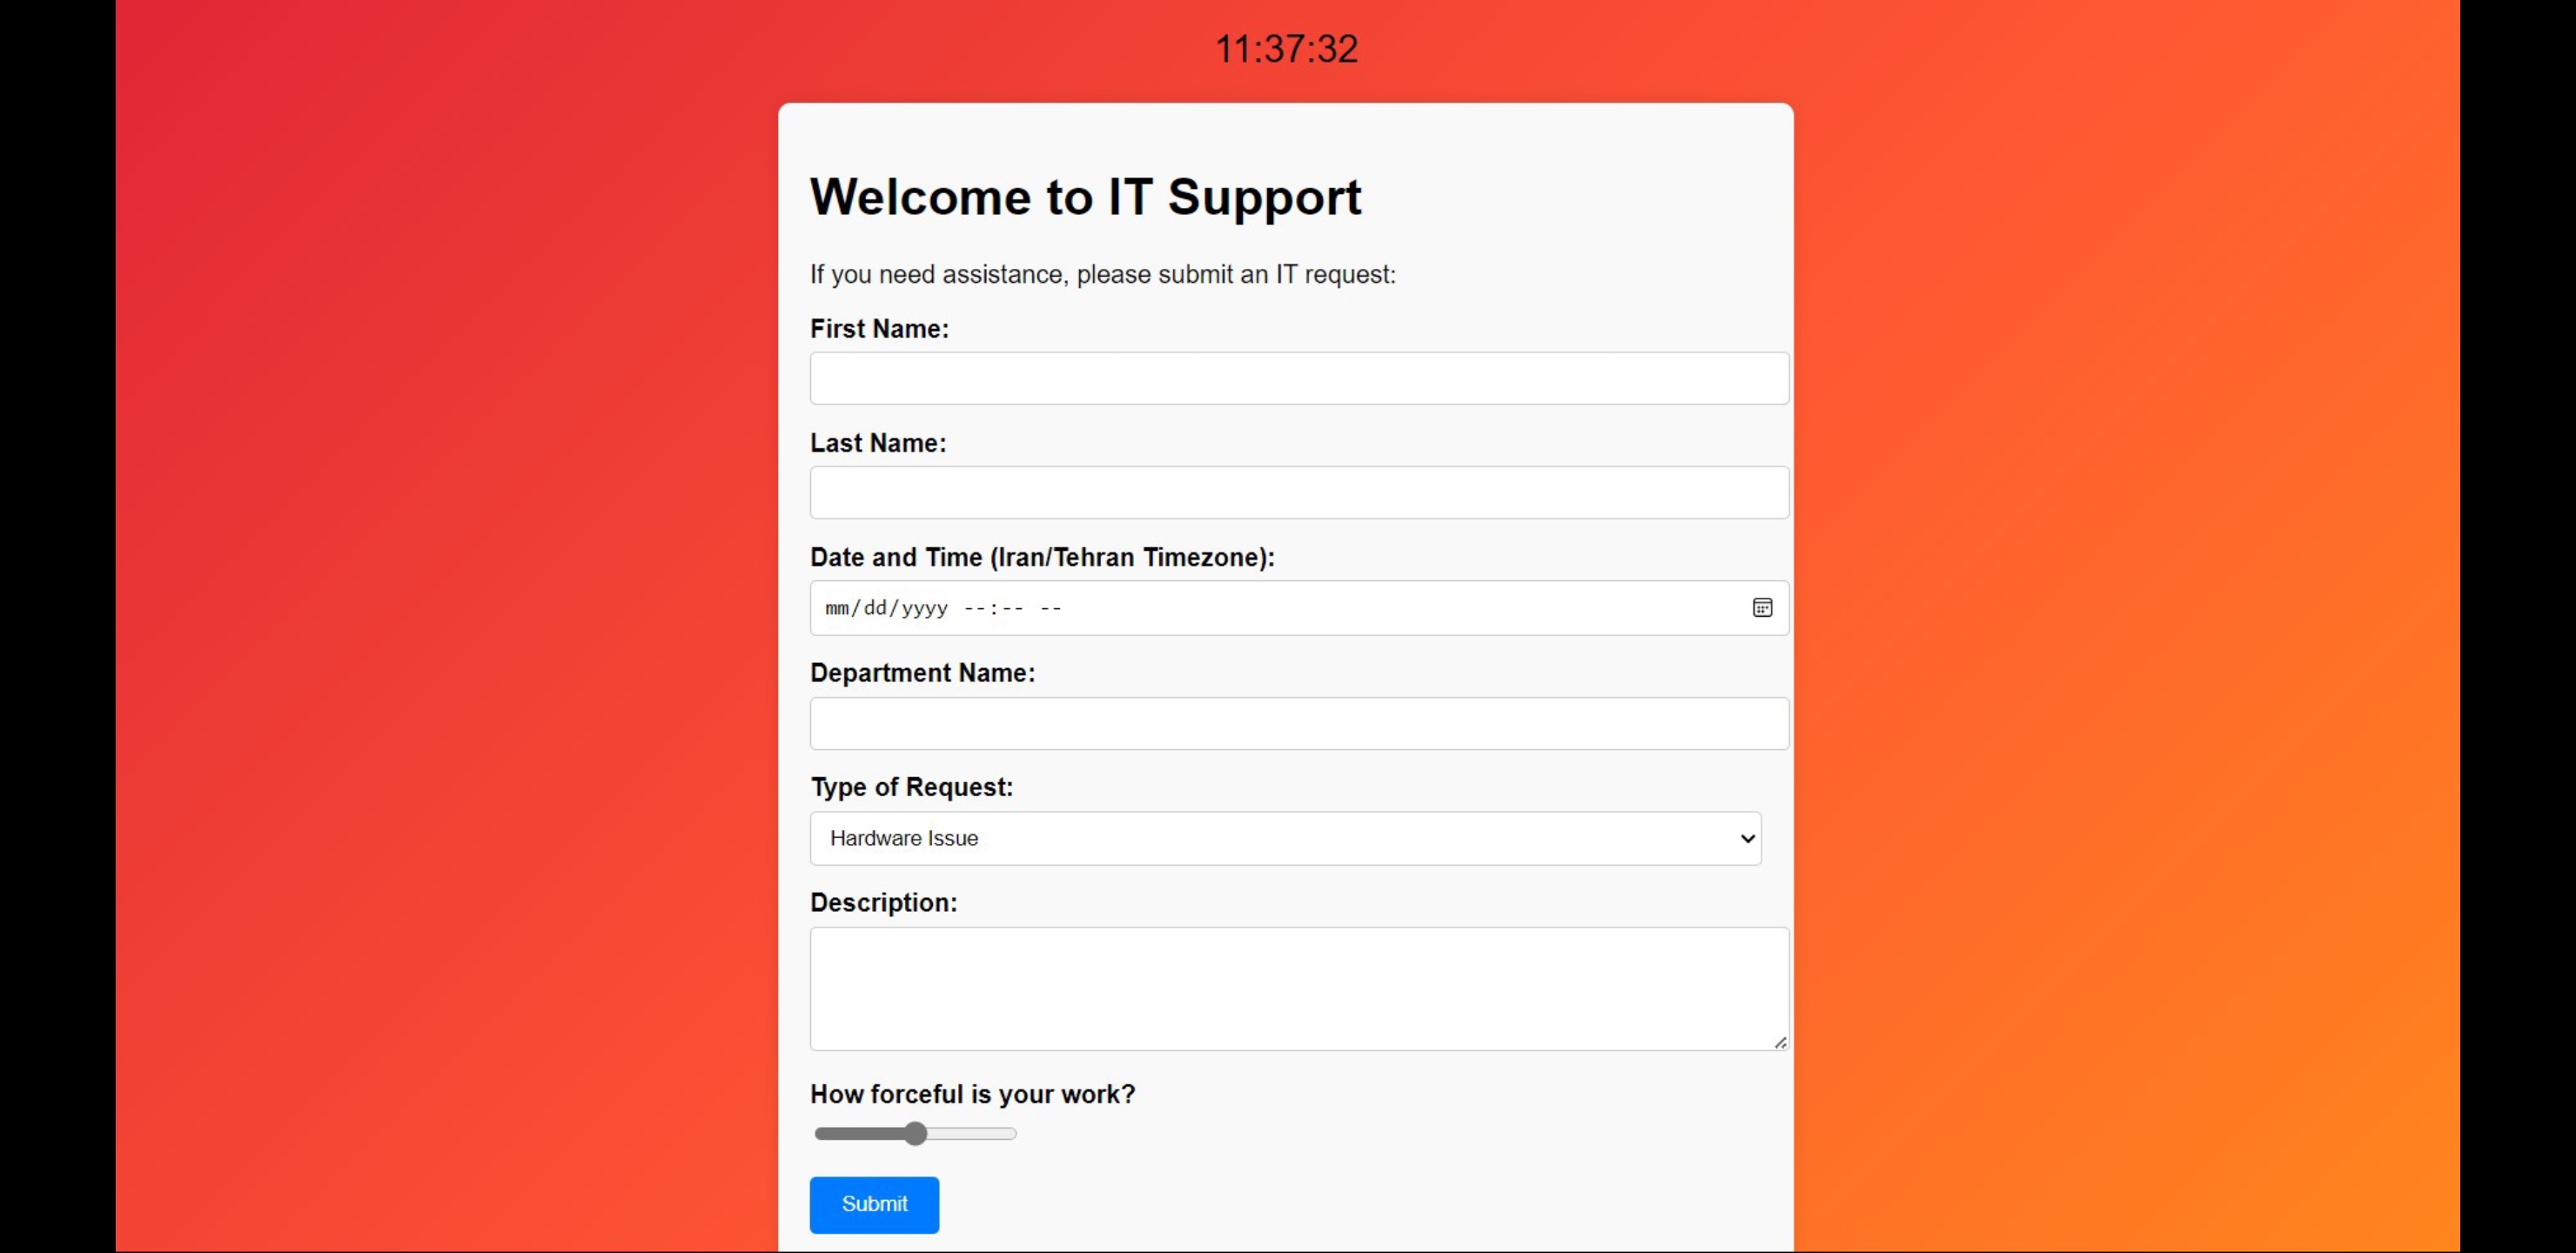 11:37:32
Welcome to IT Support
If you need assistance, please submit an IT request:
First Name:
Last Name:
Date and Time (Iran/Tehran Timezone):
mm/dd/yyyy --:-- --
Department Name:
Type of Request:
Hardware Issue
Description:
How forceful is your work?
Submit